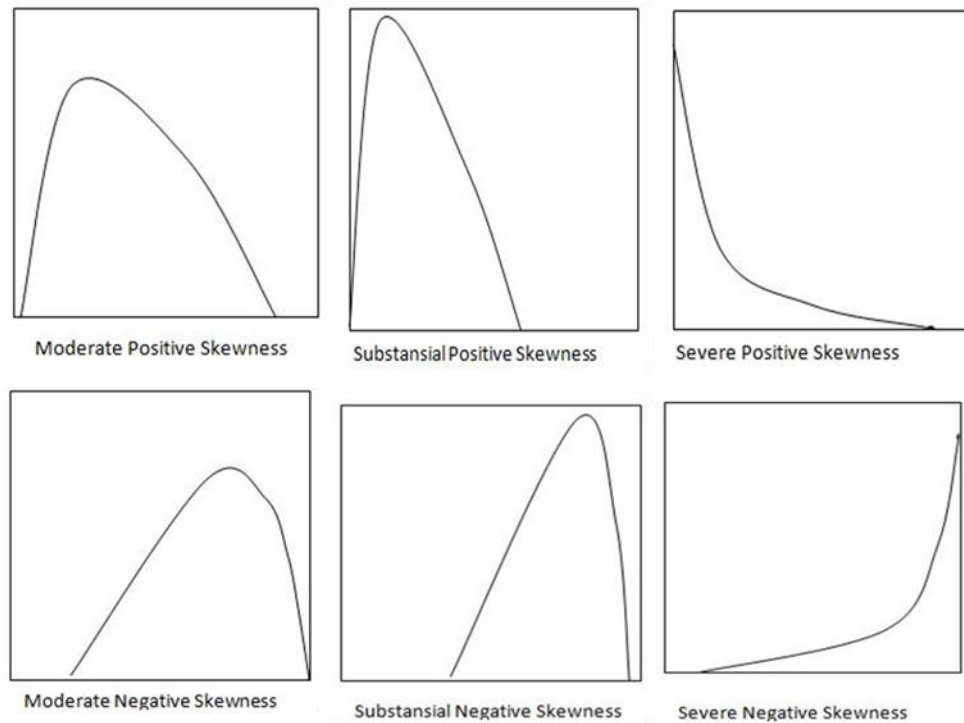 Moderate Positive Skewness
Substansial Positive Skewness
Severe Positive Skewness
Moderate Negative Skewness
Substansial Negative Skewness
Severe Negative Skewness